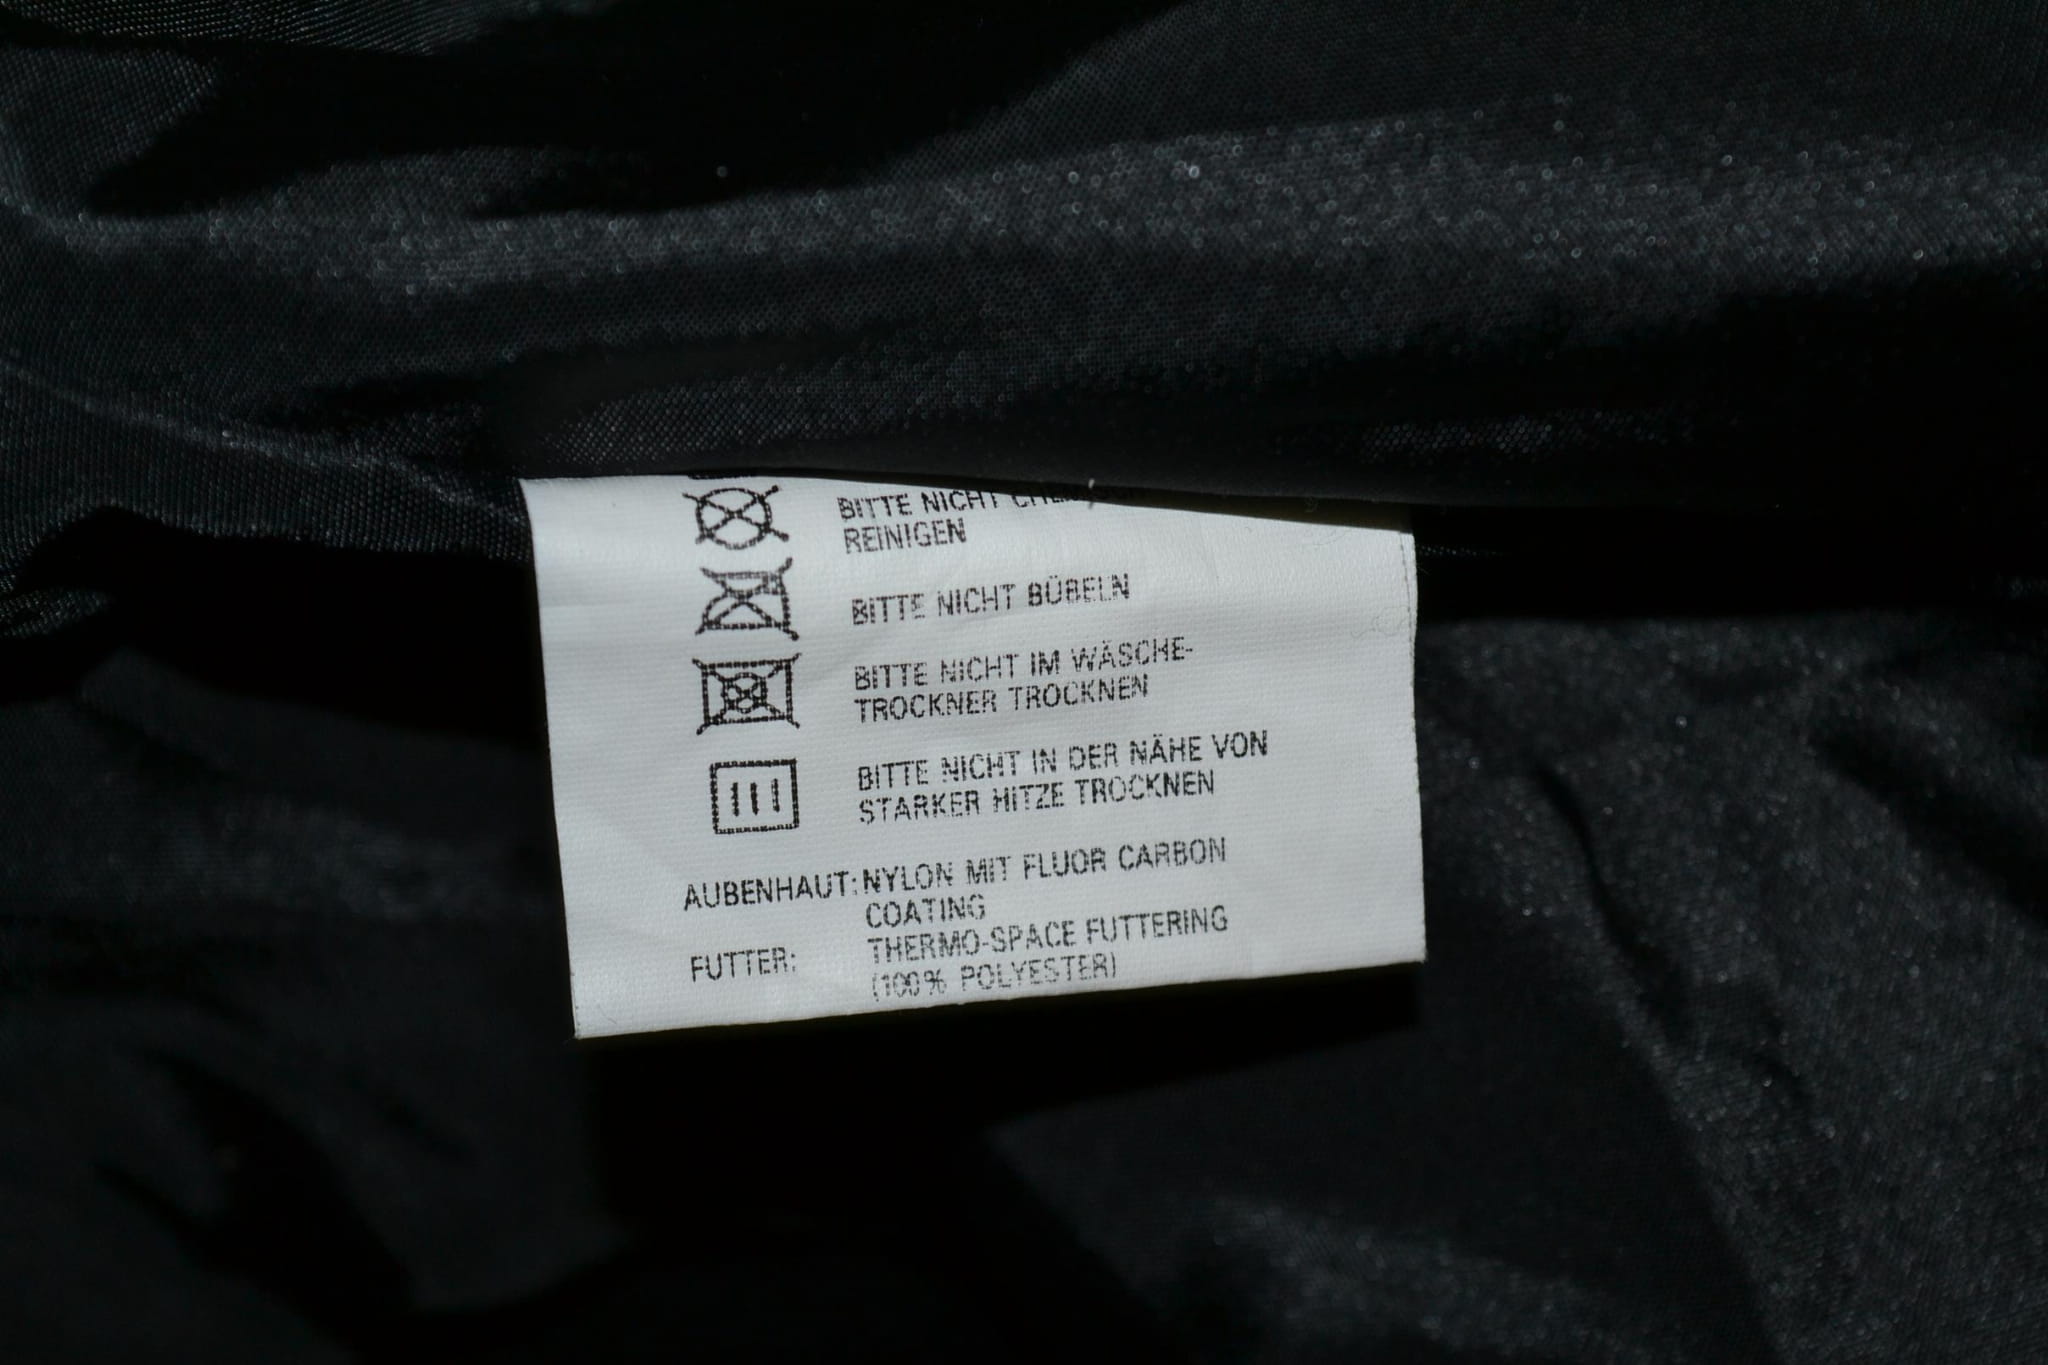 BITTE NICHT
REINIGEN
BITTE NICHT BÜBELN
BITTE NICHT IM WÄSCHE-
TROCKNER TROCKNEN
BITTE NICHT IN DER NÄHE VON
STARKER HITZE TROCKNEN
AUBENHAUT: NYLON MIT FLUOR CARBON
COATING
FUTTER: THERMO-SPACE FUTTERING
(100% POLYESTER)